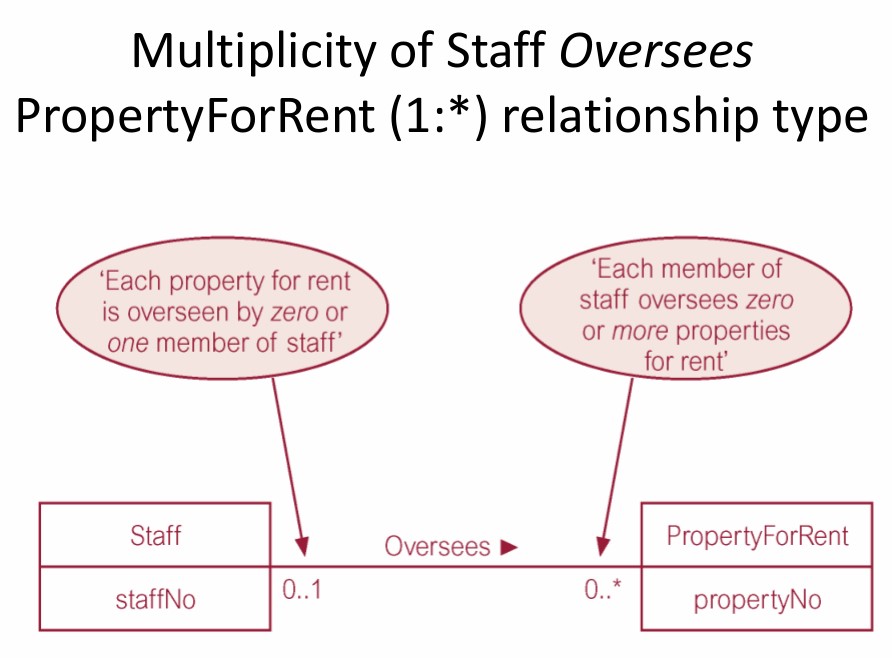 Multiplicity of Staff Oversees
PropertyForRent (1:*) relationship type
‘Each property for rent
is overseen by zero or
one member of staff’
‘Each member of
staff oversees zero
or more properties
for rent’
Staff
staffNo
Oversees ►
0..1
0..*
PropertyForRent
propertyNo